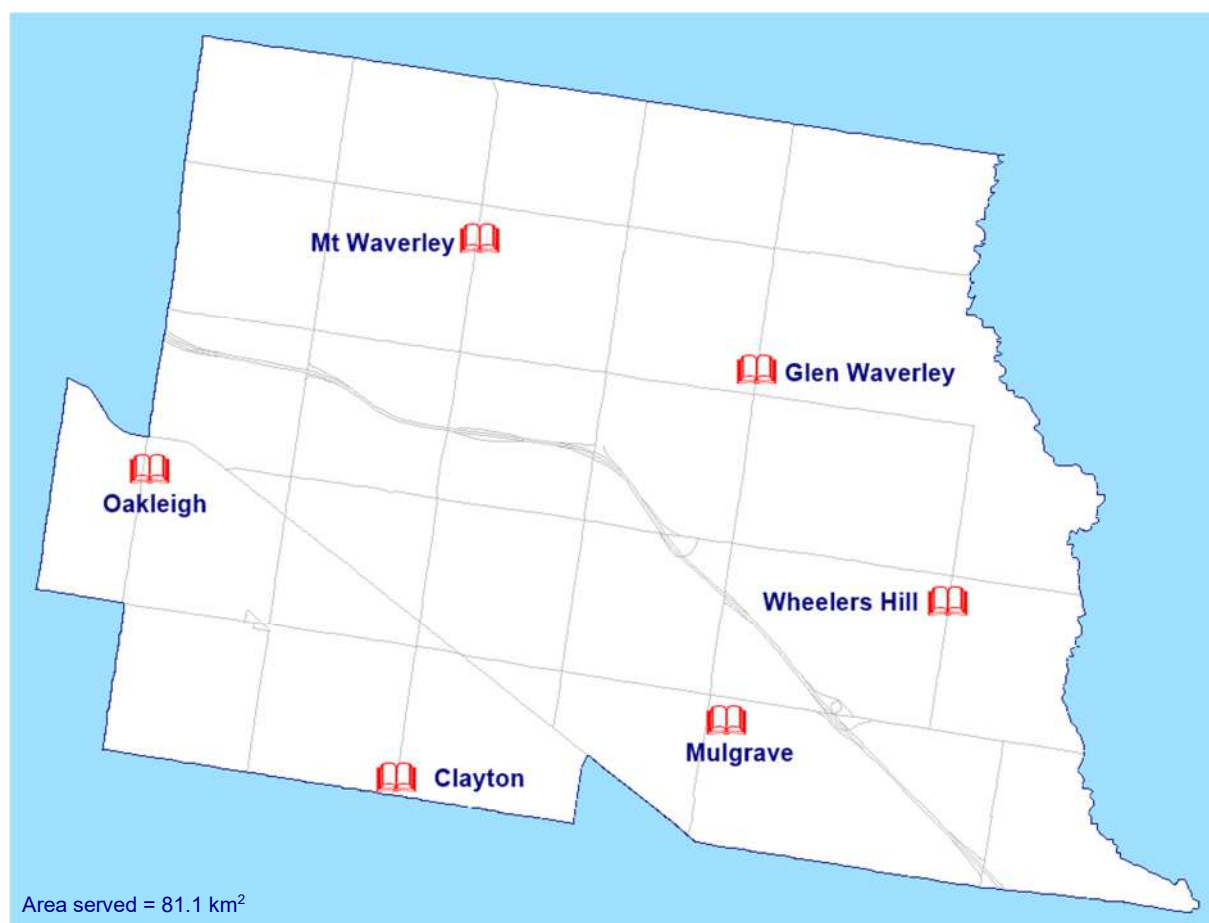 Mt Waverley
Glen Waverley
Oakleigh
Wheelers Hill
Mulgrave
Clayton
Area served = 81.1 km²